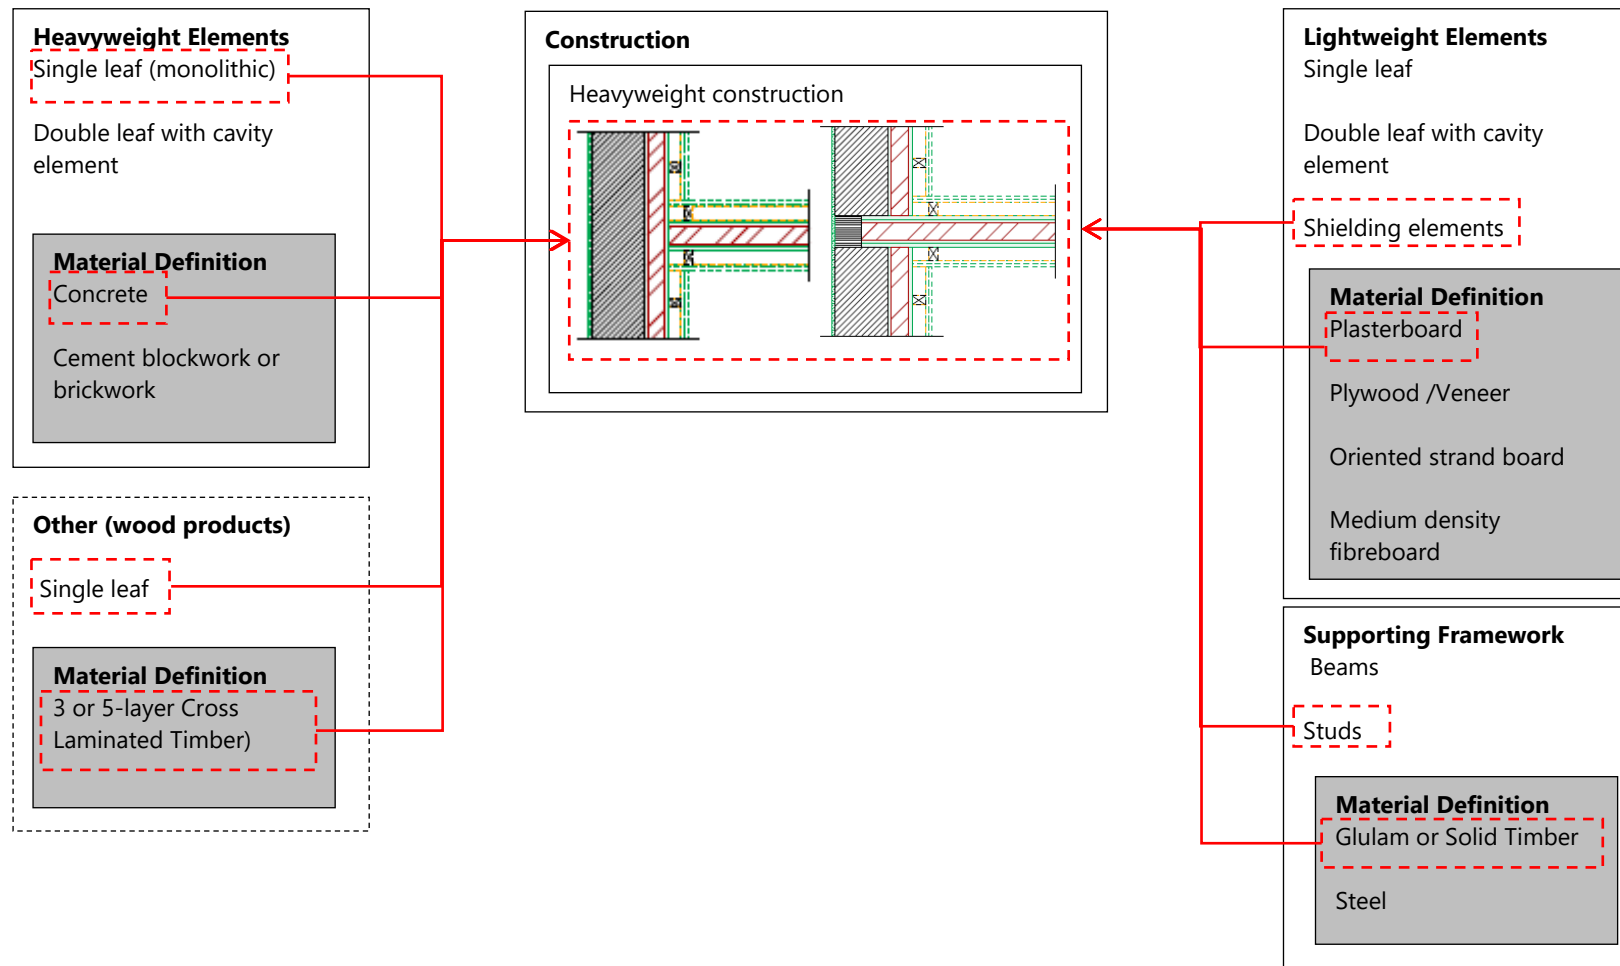 Heavyweight Elements
Single leaf (monolithic)
Double leaf with cavity
element
Material Definition
Concrete
Cement blockwork or
brickwork
Other (wood products)
Single leaf
Material Definition
3 or 5-layer Cross
Laminated Timber)
Construction
Heavyweight construction
Lightweight Elements
Single leaf
Double leaf with cavity
element
Shielding elements
Material Definition
Plasterboard
Plywood /Veneer
Oriented strand board
Medium density
fibreboard
Supporting Framework
Beams
Studs
Material Definition
Glulam or Solid Timber
Steel